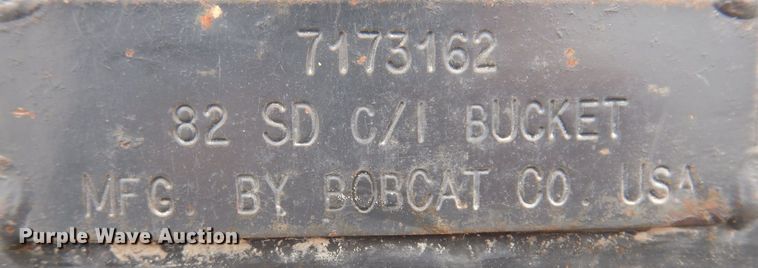 7173162
82 SD C/I BUCKET
MFG. BY BOBCAT CO. USA
Purple Wave Auction